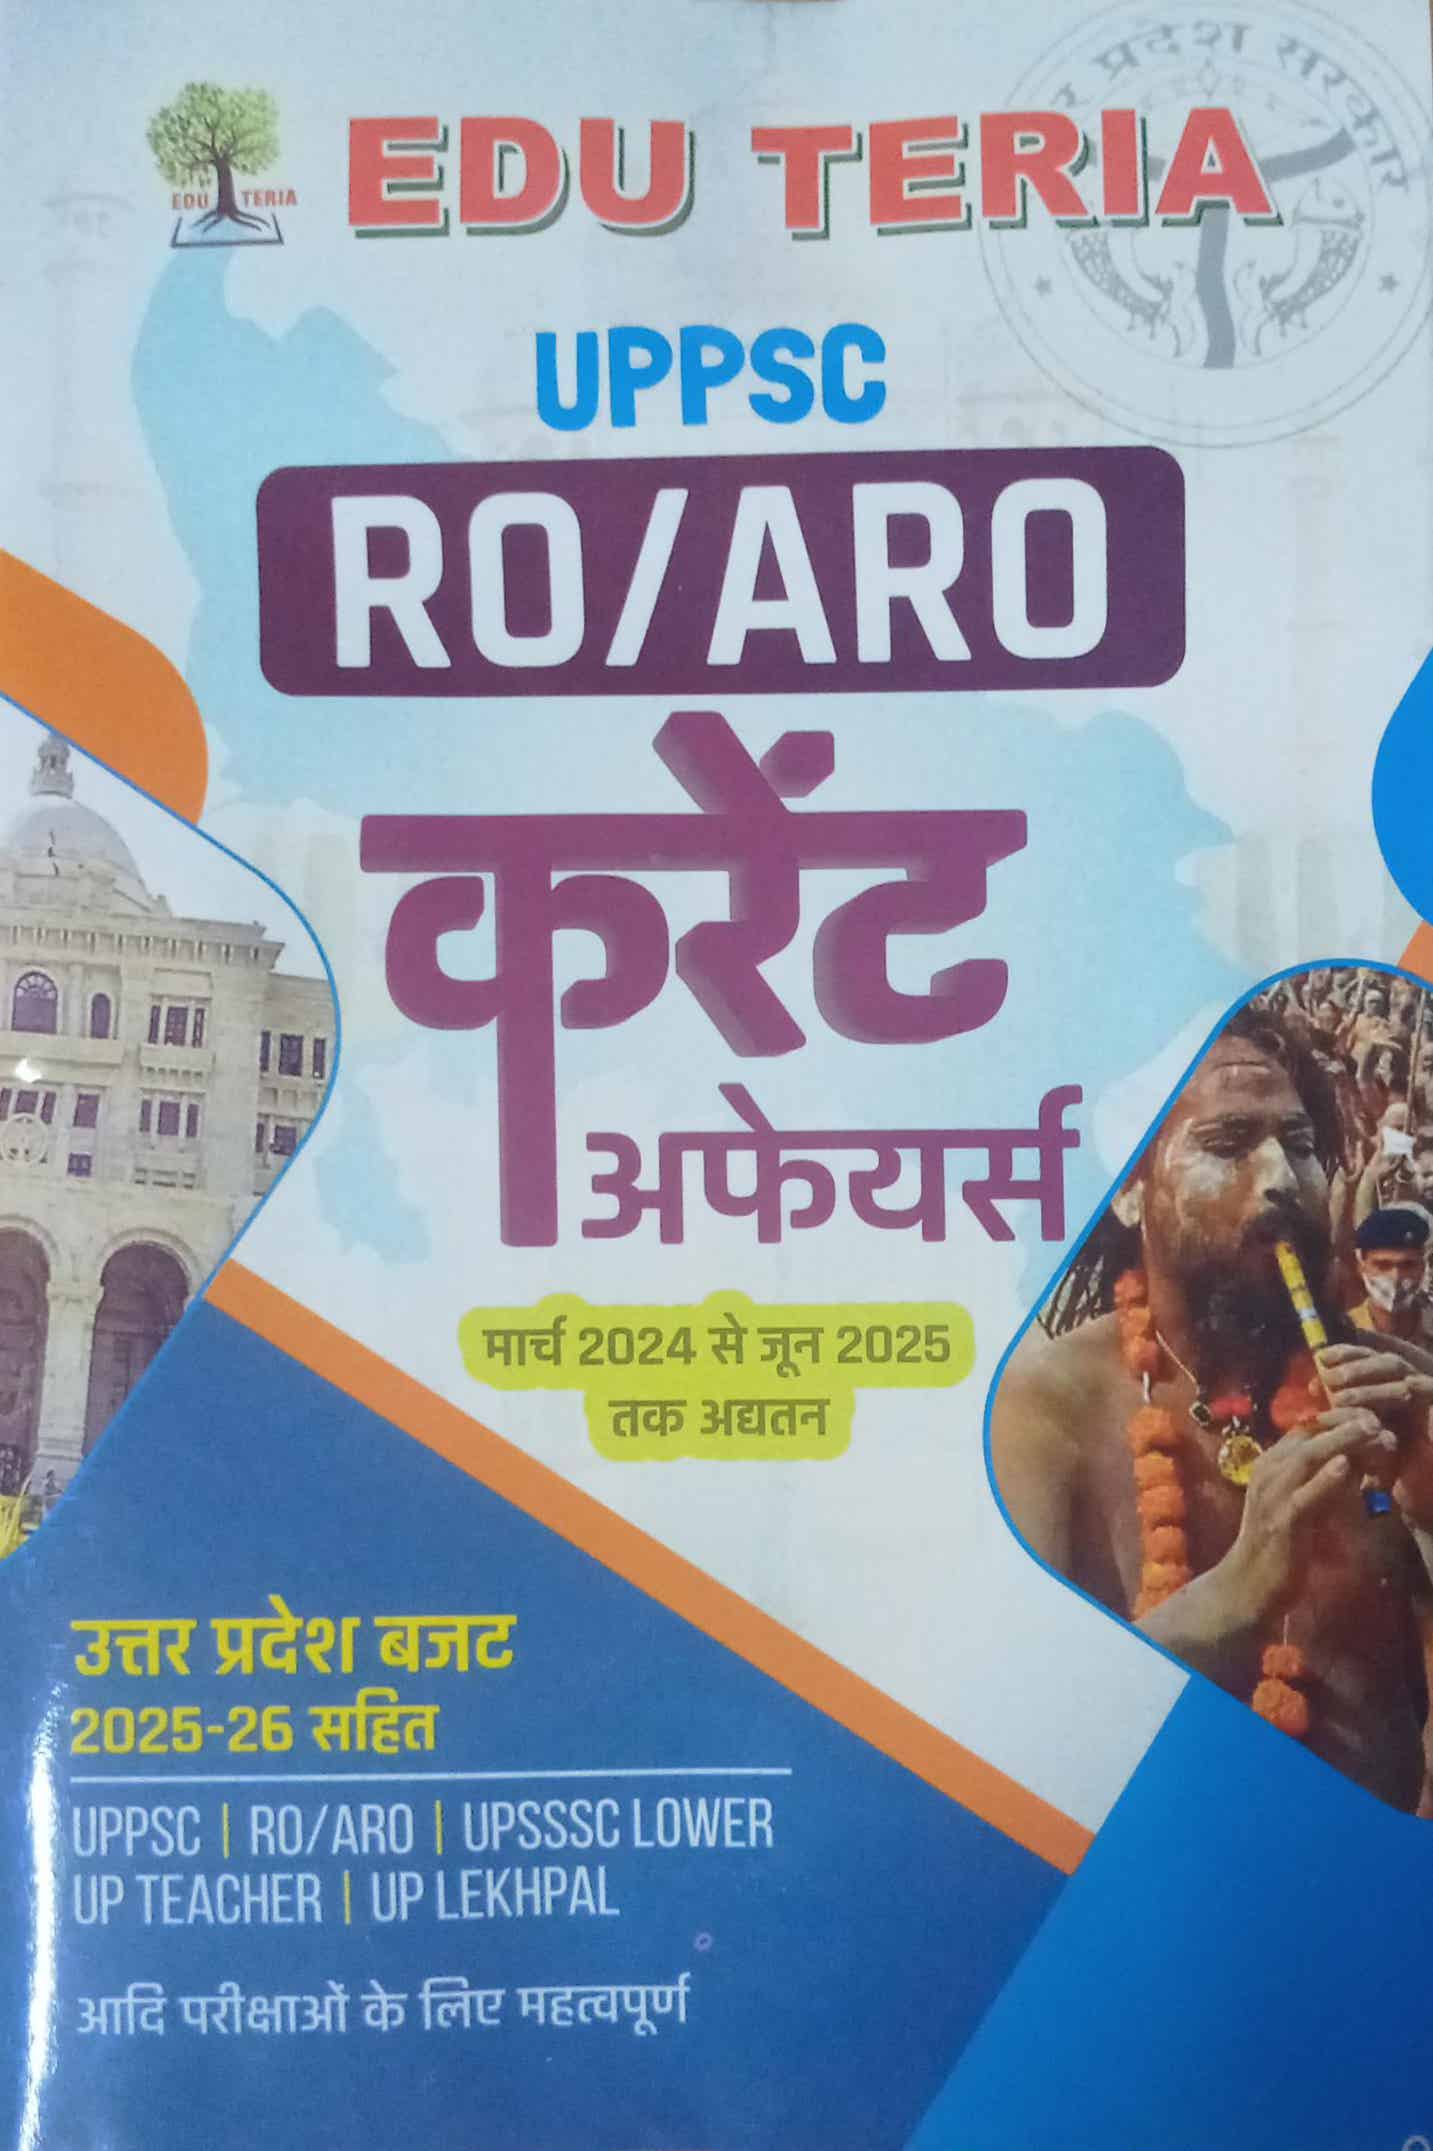 EDU TERIA
EDU TERIA
UPPSC
RO/ARO
करेंट
अफेयर्स
मार्च 2024 से जून 2025
तक अद्यतन
उत्तर प्रदेश बजट
2025-26 सहित
UPPSC | RO/ARO | UPSSSC LOWER
UP TEACHER | UP LEKHPAL
आदि परीक्षाओं के लिए महत्वपूर्ण